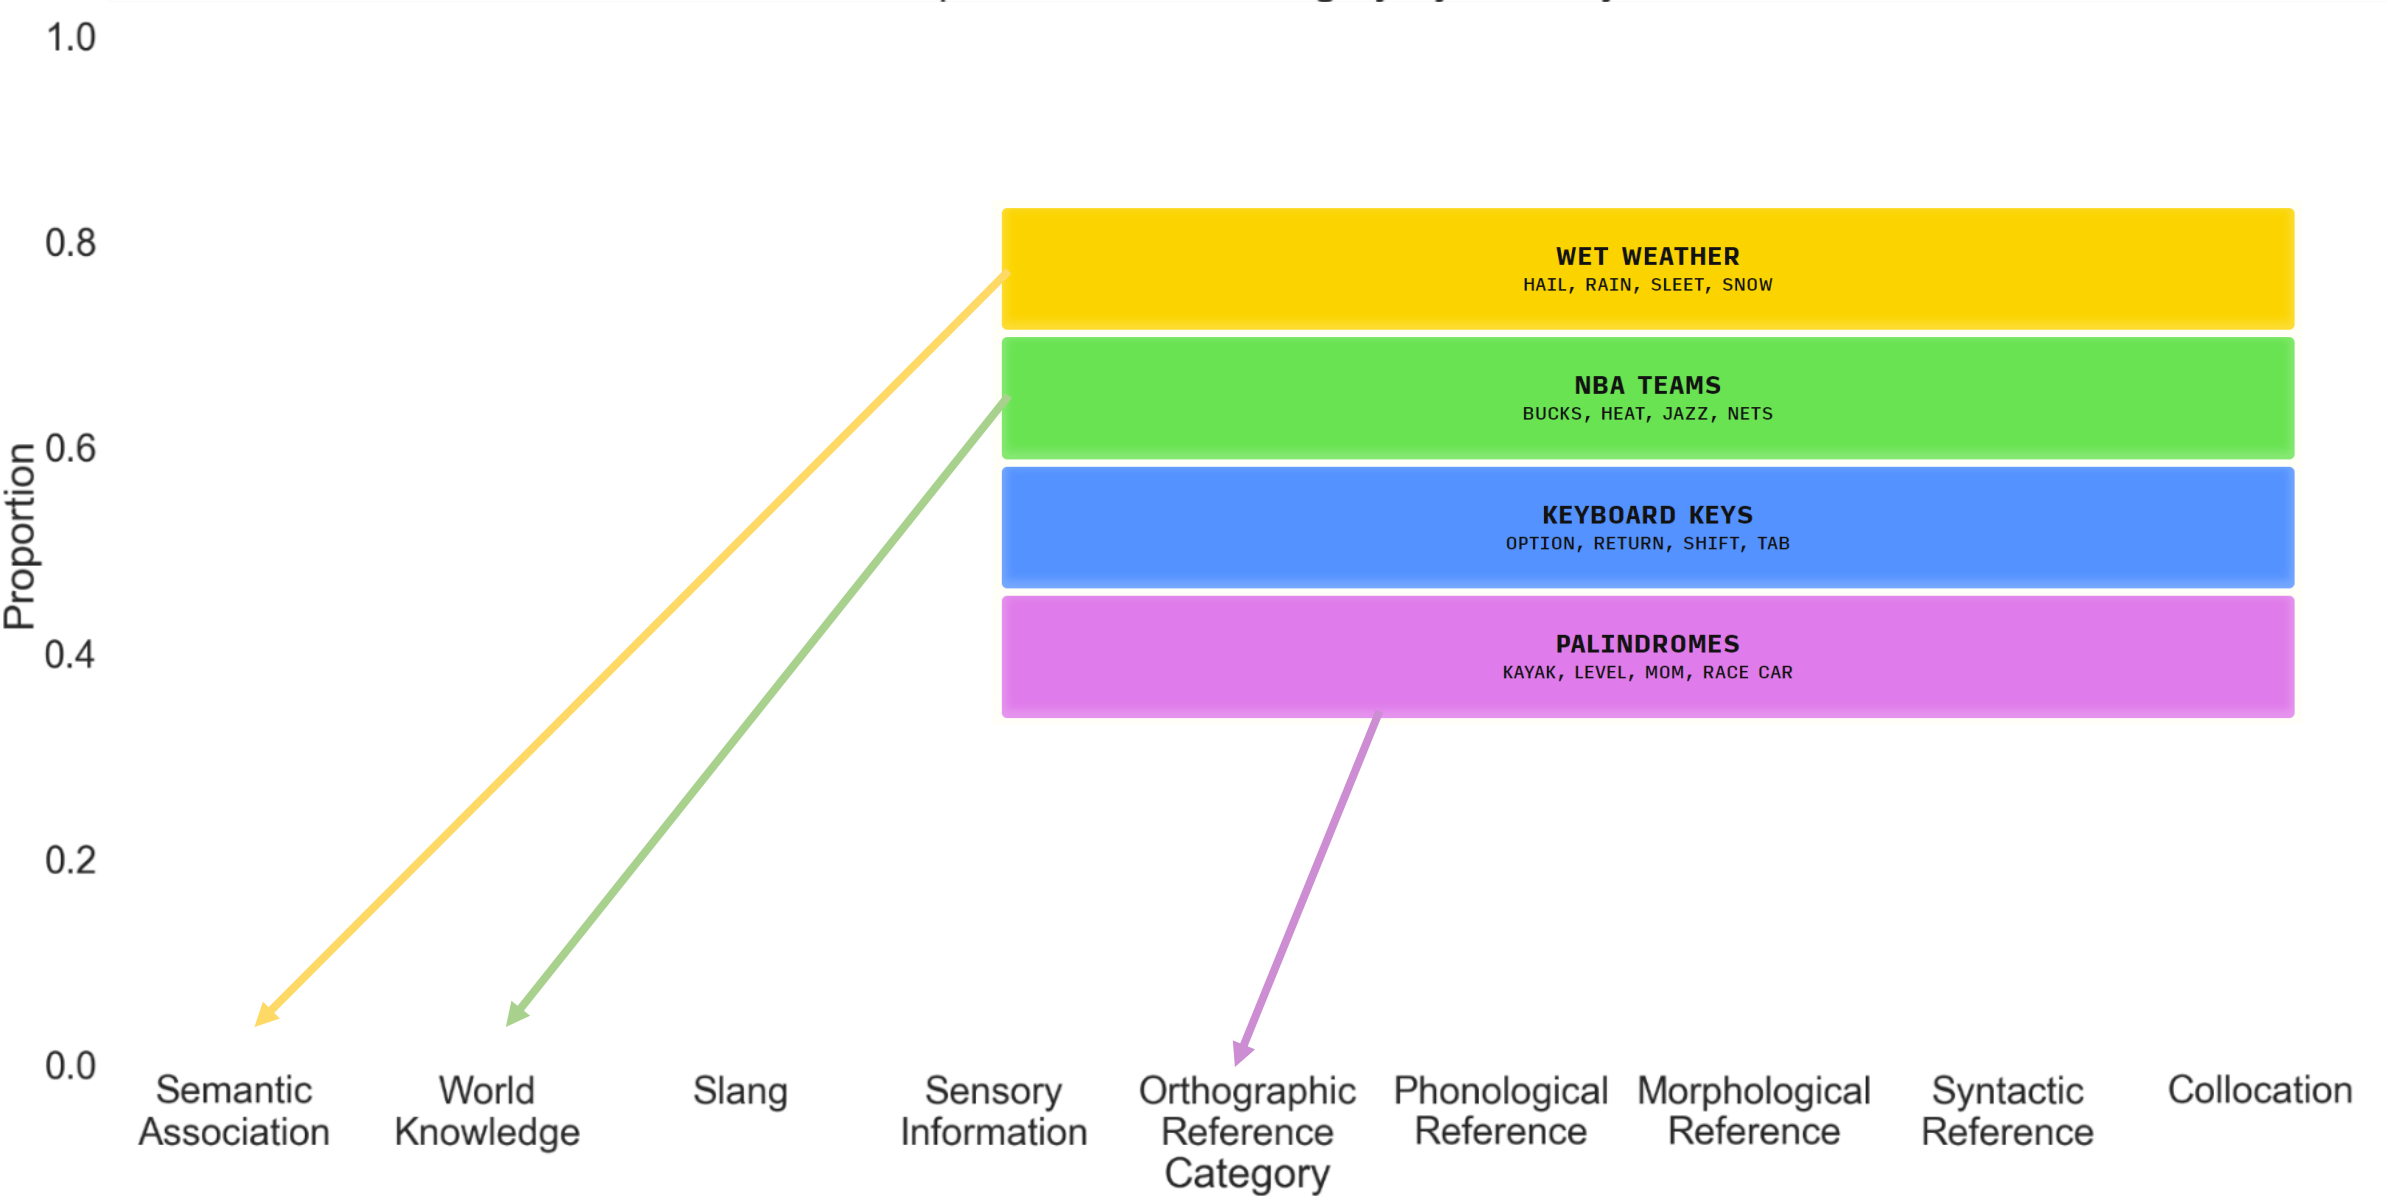 1.0
0.8
0.6
0.4
0.2
0.0
Proportion
WET WEATHER
HAIL, RAIN, SLEET, SNOW
NBA TEAMS
BUCKS, HEAT, JAZZ, NETS
KEYBOARD KEYS
OPTION, RETURN, SHIFT, TAB
PALINDROMES
KAYAK, LEVEL, MOM, RACE CAR
Semantic
Association
World
Knowledge
Slang
Sensory
Information
Orthographic
Reference
Phonological
Reference
Morphological
Reference
Syntactic
Reference
Collocation
Category